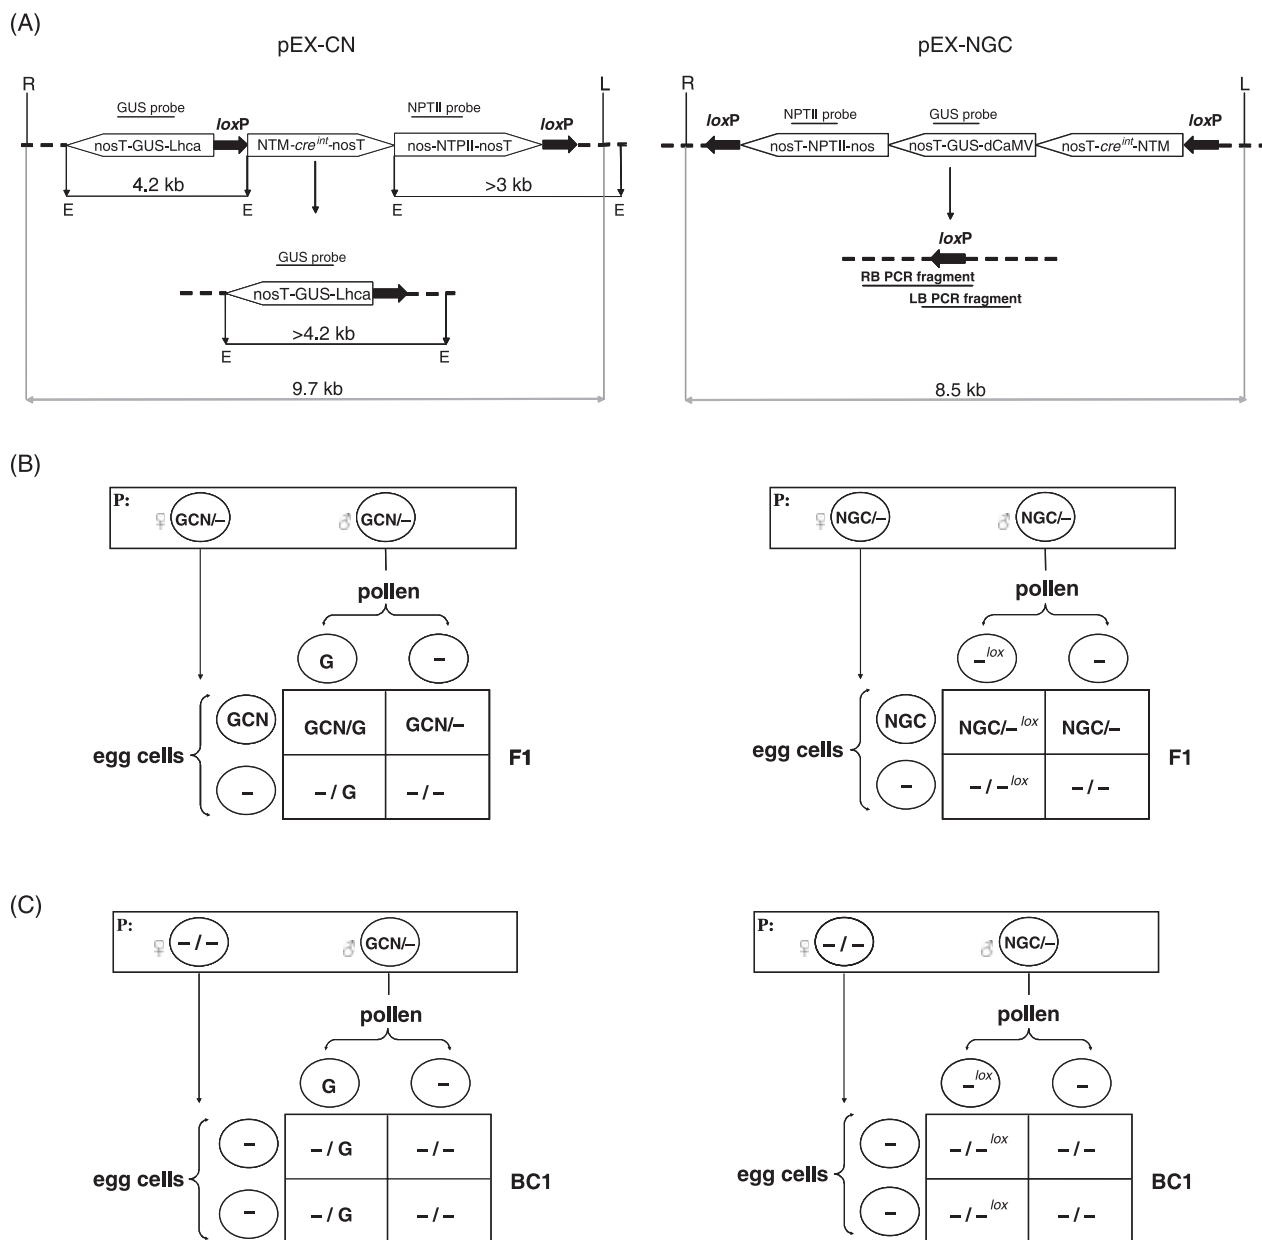 (A)
pEX-CN
pEX-NGC
R
L
R
L
GUS probe
NPTII probe
NPTII probe
GUS probe
loxP
loxP
loxP
loxP
nosT-GUS-Lhca
NTM-cre^int-nosT
nos-NTPII-nosT
nosT-NPTII-nos
nosT-GUS-dCaMV
nosT-cre^int-NTM
4.2 kb
>3 kb
E
E
E
E
loxP
GUS probe
RB PCR fragment
nosT-GUS-Lhca
LB PCR fragment
>4.2 kb
E
E
9.7 kb
8.5 kb
(B)
P:
♀ GCN/–
♂ GCN/–
P:
♀ NGC/–
♂ NGC/–
pollen
pollen
G
–
–^lox
–
GCN
GCN/G
GCN/–
NGC
NGC/–^lox
NGC/–
egg cells
F1
egg cells
F1
–
–/G
–/–
–
–/–^lox
–/–
(C)
P:
♀ –/–
♂ GCN/–
P:
♀ –/–
♂ NGC/–
pollen
pollen
G
–
–^lox
–
–
–/G
–/–
–
–/–^lox
–/–
egg cells
BC1
egg cells
BC1
–
–/G
–/–
–
–/–^lox
–/–